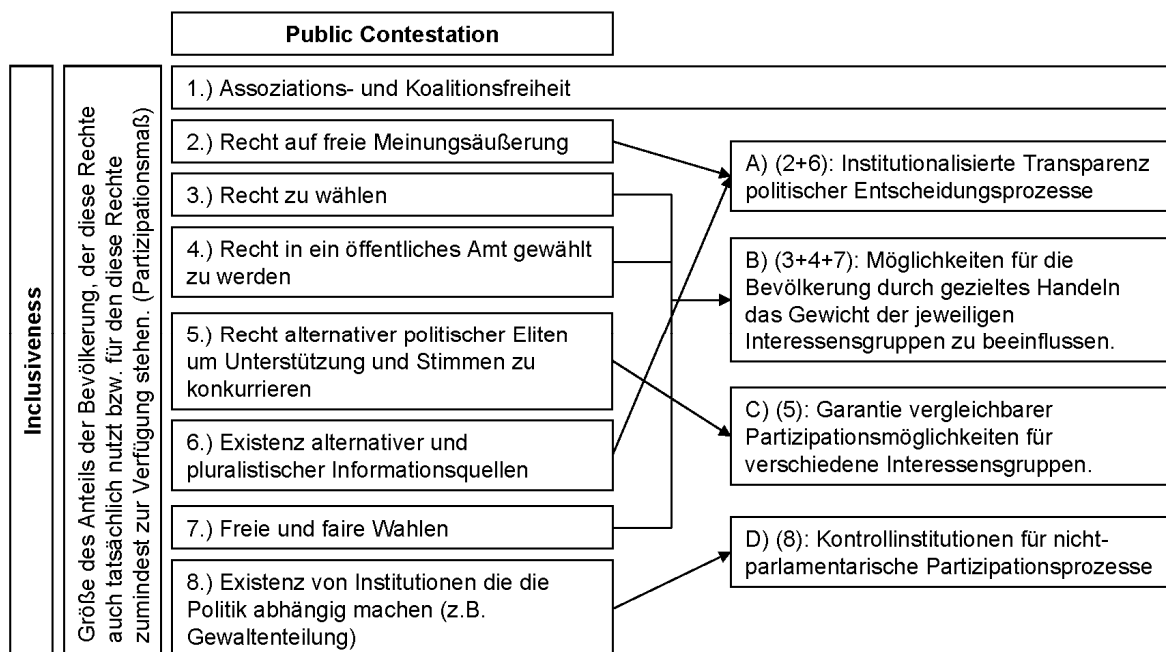 Public Contestation
Inclusiveness
Größe des Anteils der Bevölkerung, der diese Rechte
auch tatsächlich nutzt bzw. für den diese Rechte
zumindest zur Verfügung stehen. (Partizpationsmaß)
1.) Assoziations- und Koalitionsfreiheit
2.) Recht auf freie Meinungsäußerung
3.) Recht zu wählen
4.) Recht in ein öffentliches Amt gewählt
zu werden
5.) Recht alternativer politischer Eliten
um Unterstützung und Stimmen zu
konkurrieren
6.) Existenz alternativer und
pluralistischer Informationsquellen
7.) Freie und faire Wahlen
8.) Existenz von Institutionen die die
Politik abhängig machen (z.B.
Gewaltenteilung)
A) (2+6): Institutionalisierte Transparenz
politischer Entscheidungsprozesse
B) (3+4+7): Möglichkeiten für die
Bevölkerung durch gezieltes Handeln
das Gewicht der jeweiligen
Interessensgruppen zu beeinflussen.
C) (5): Garantie vergleichbarer
Partizipationsmöglichkeiten für
verschiedene Interessensgruppen.
D) (8): Kontrollinstitutionen für nicht-
parlamentarische Partizipationsprozesse